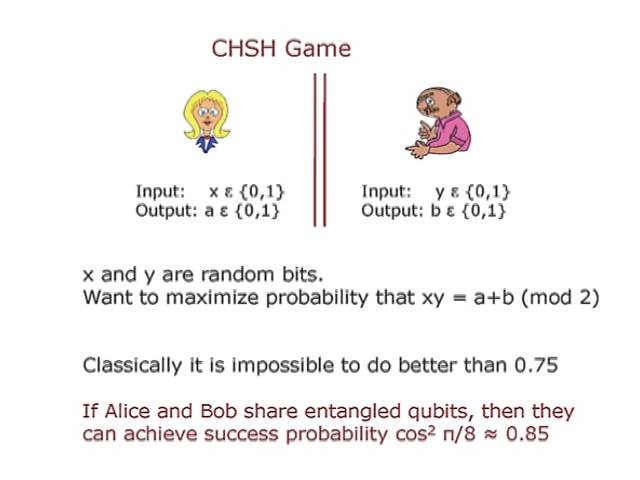 CHSH Game
Input: x ε {0,1}
Output: a ε {0,1}
Input: y ε {0,1}
Output: b ε {0,1}
x and y are random bits.
Want to maximize probability that xy = a+b (mod 2)
Classically it is impossible to do better than 0.75
If Alice and Bob share entangled qubits, then they
can achieve success probability cos² π/8 ≈ 0.85